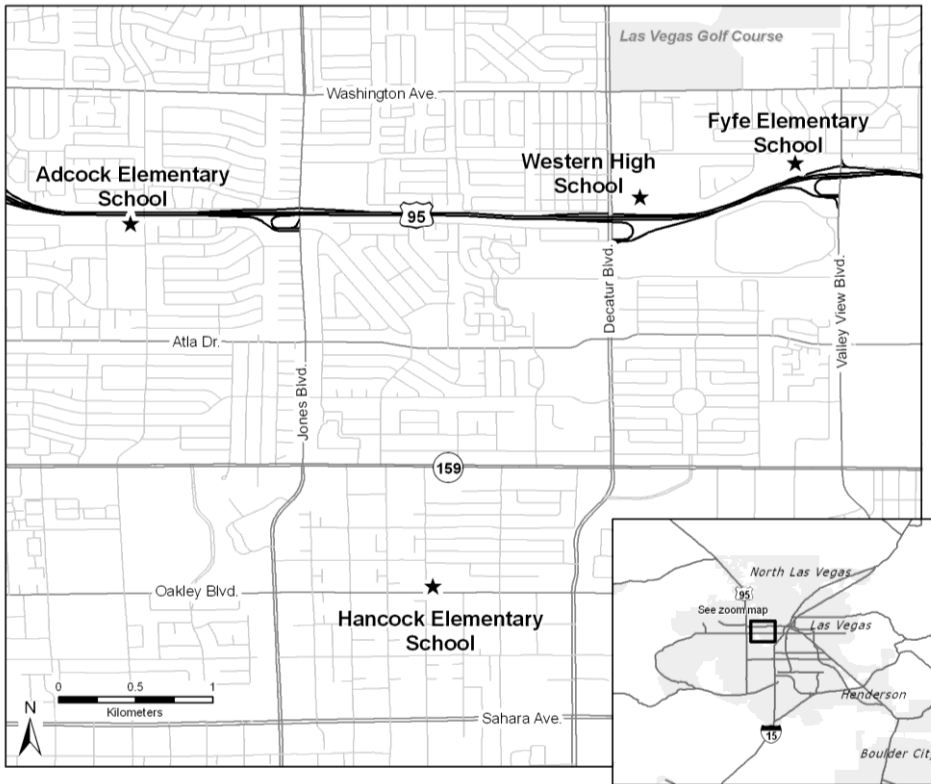 Las Vegas Golf Course
Washington Ave.
Fyfe Elementary
School
Western High
School
Adcock Elementary
School
95
Decatur Blvd.
Valley View Blvd.
Atla Dr.
Jones Blvd.
159
Oakley Blvd.
Hancock Elementary
School
0 0.5 1
Kilometers
N
Sahara Ave.
North Las Vegas
95
See zoom map
Las Vegas
Henderson
15
Boulder City